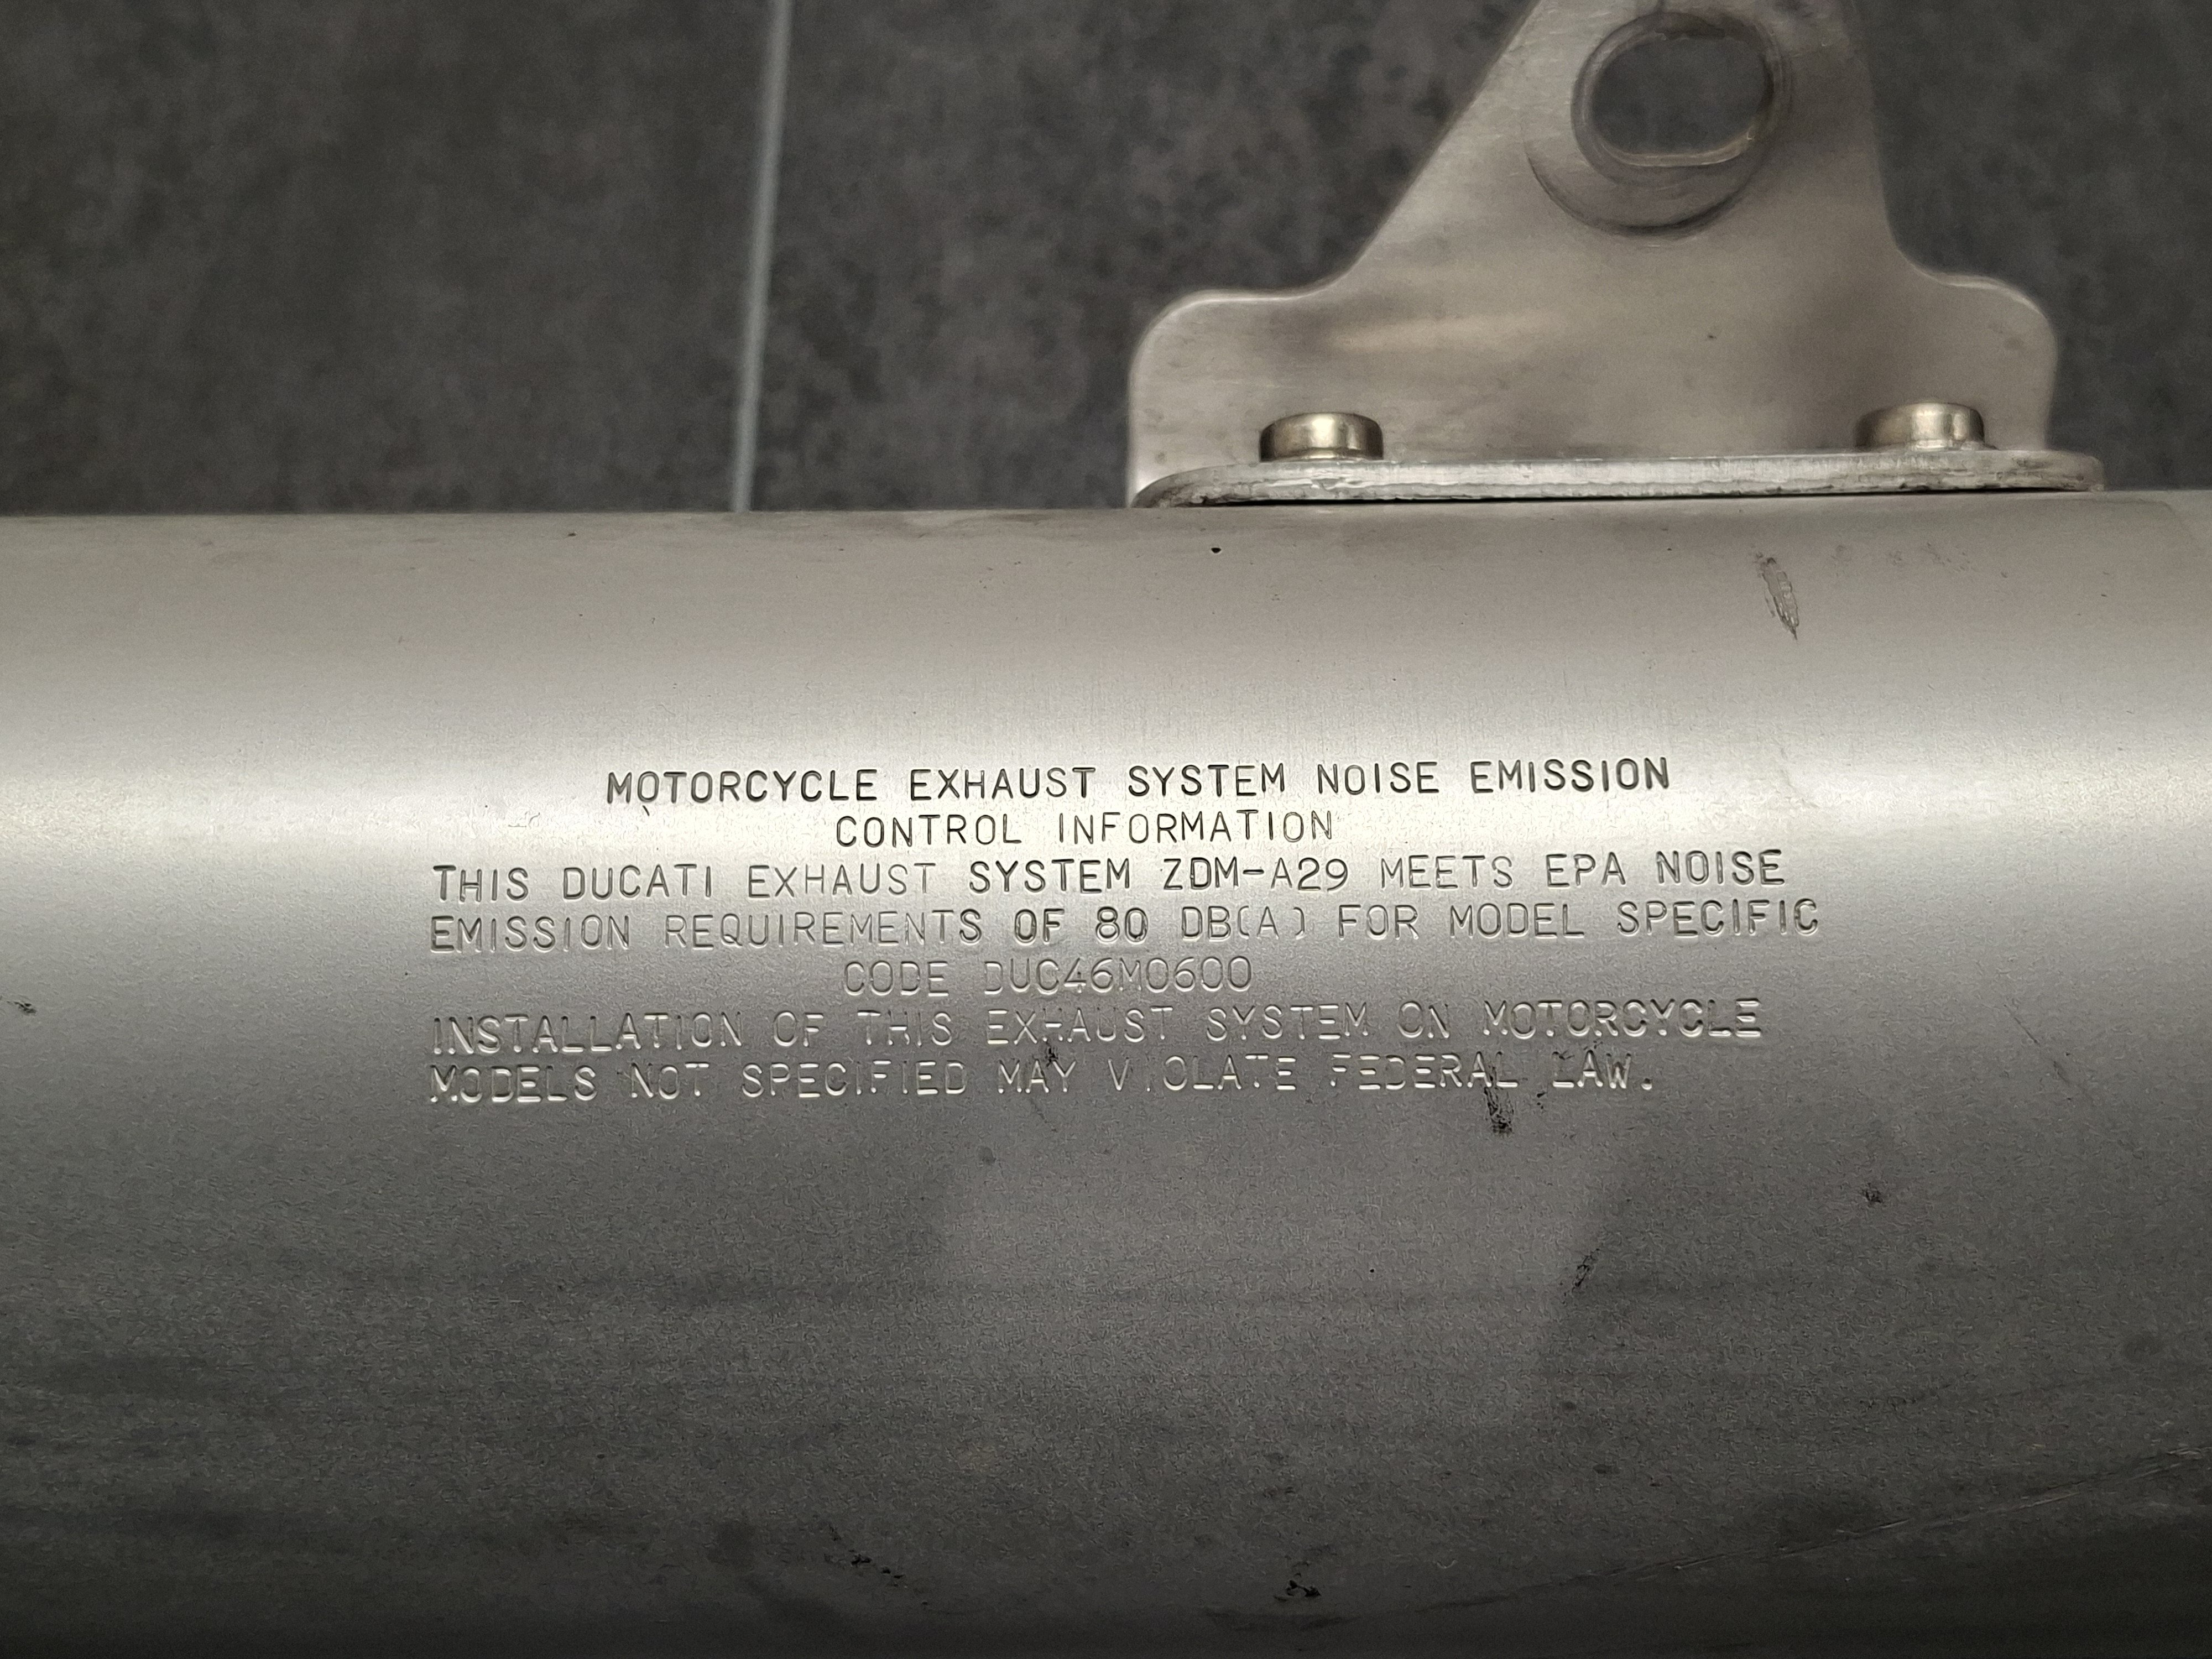 MOTORCYCLE EXHAUST SYSTEM NOISE EMISSION
CONTROL INFORMATION
THIS DUCATI EXHAUST SYSTEM ZDM-A29 MEETS EPA NOISE
EMISSION REQUIREMENTS OF 80 DB(A) FOR MODEL SPECIFIC
CODE DUC46M0600
INSTALLATION OF THIS EXHAUST SYSTEM ON MOTORCYCLE
MODELS NOT SPECIFIED MAY VIOLATE FEDERAL LAW.